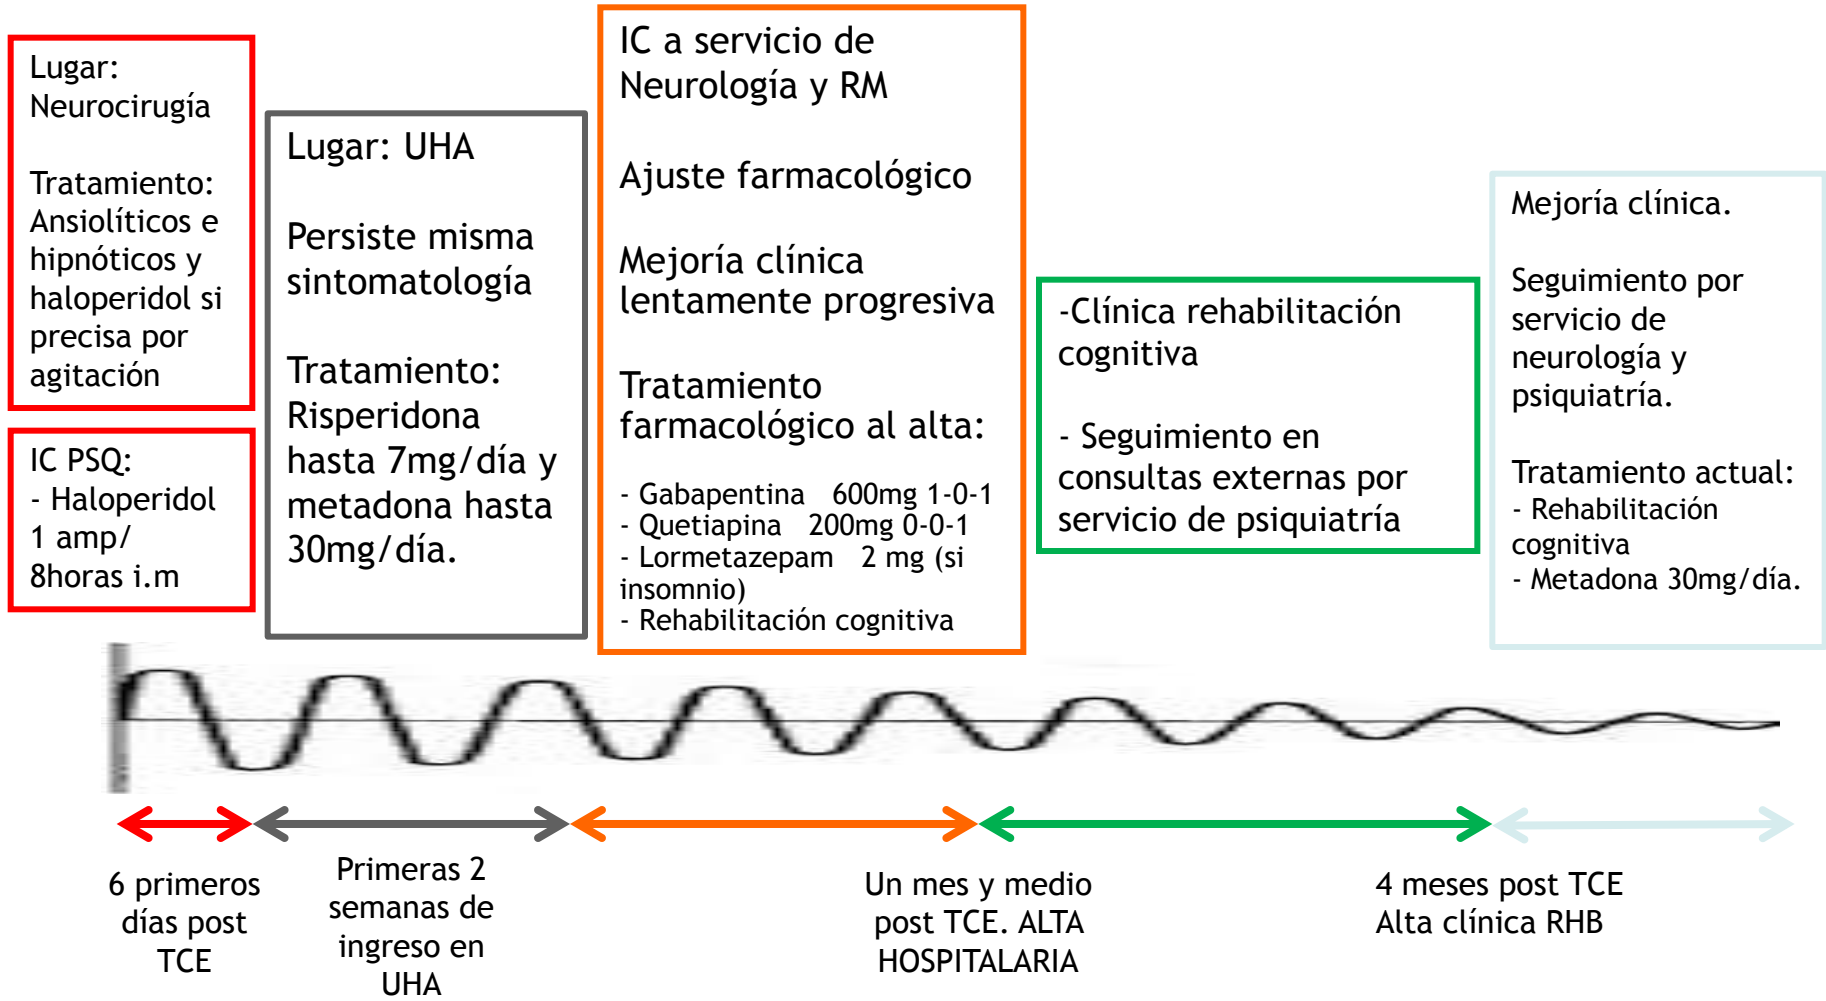 Lugar:
Neurocirugía
Tratamiento:
Ansiolíticos e
hipnóticos y
haloperidol si
precisa por
agitación
IC PSQ:
- Haloperidol
1 amp/
8horas i.m
Lugar: UHA
Persiste misma
sintomatología
Tratamiento:
Risperidona
hasta 7mg/día y
metadona hasta
30mg/día.
IC a servicio de
Neurología y RM
Ajuste farmacológico
Mejoría clínica
lentamente progresiva
Tratamiento
farmacológico al alta:
- Gabapentina 600mg 1-0-1
- Quetiapina 200mg 0-0-1
- Lormetazepam 2 mg (si
insomnio)
- Rehabilitación cognitiva
-Clínica rehabilitación
cognitiva
- Seguimiento en
consultas externas por
servicio de psiquiatría
Mejoría clínica.
Seguimiento por
servicio de
neurología y
psiquiatría.
Tratamiento actual:
- Rehabilitación
cognitiva
- Metadona 30mg/día.
6 primeros
días post
TCE
Primeras 2
semanas de
ingreso en
UHA
Un mes y medio
post TCE. ALTA
HOSPITALARIA
4 meses post TCE
Alta clínica RHB